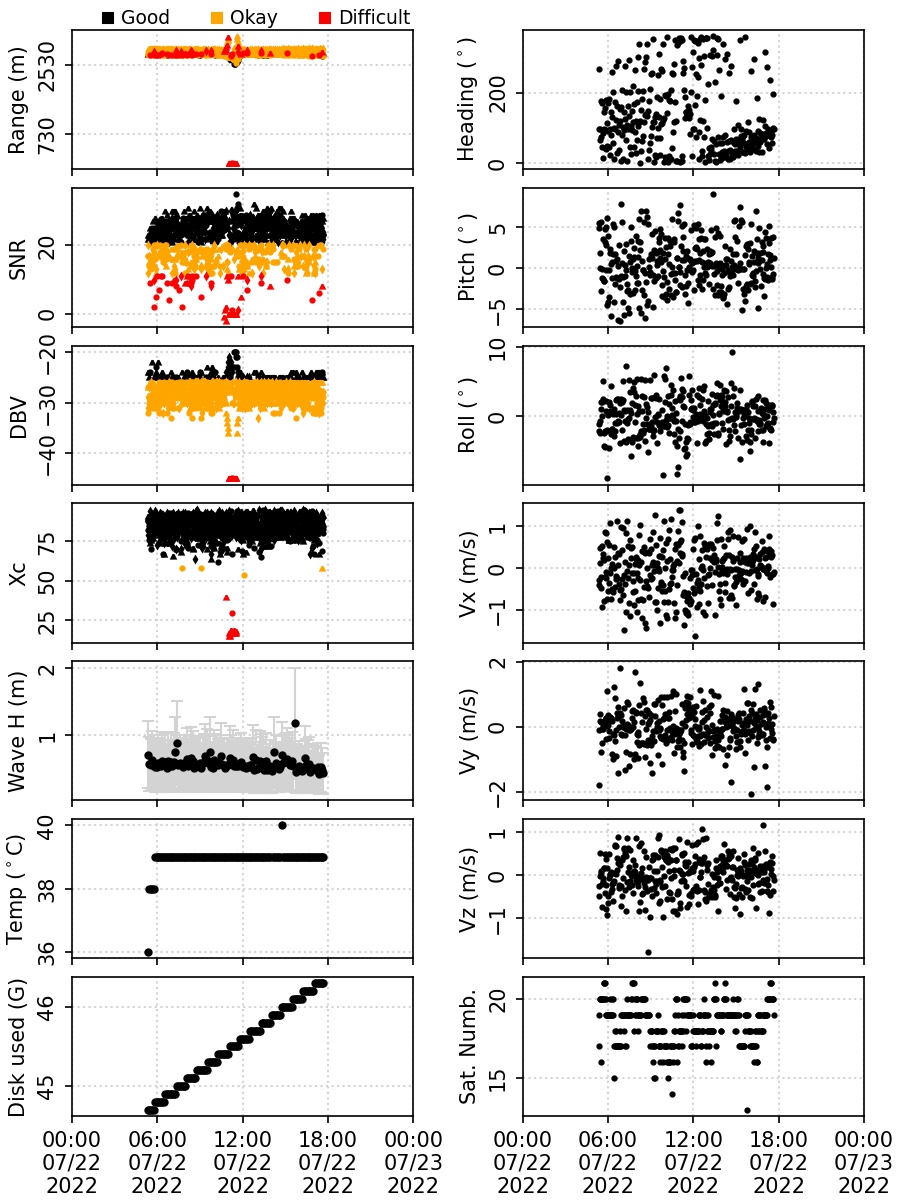 Good Okay Difficult
Range (m)
2530
730
Heading (°)
200
0
SNR
20
0
Pitch (°)
5
0
−5
DBV
−20
−30
−40
Roll (°)
10
0
Xc
75
50
25
Vx (m/s)
1
0
−1
Wave H (m)
2
1
Vy (m/s)
2
0
−2
Temp (°C)
40
38
36
Vz (m/s)
1
0
−1
Disk used (G)
46
45
Sat. Numb.
20
15
00:00 06:00 12:00 18:00 00:00
07/22 07/22 07/22 07/22 07/23
2022 2022 2022 2022 2022
00:00 06:00 12:00 18:00 00:00
07/22 07/22 07/22 07/22 07/23
2022 2022 2022 2022 2022